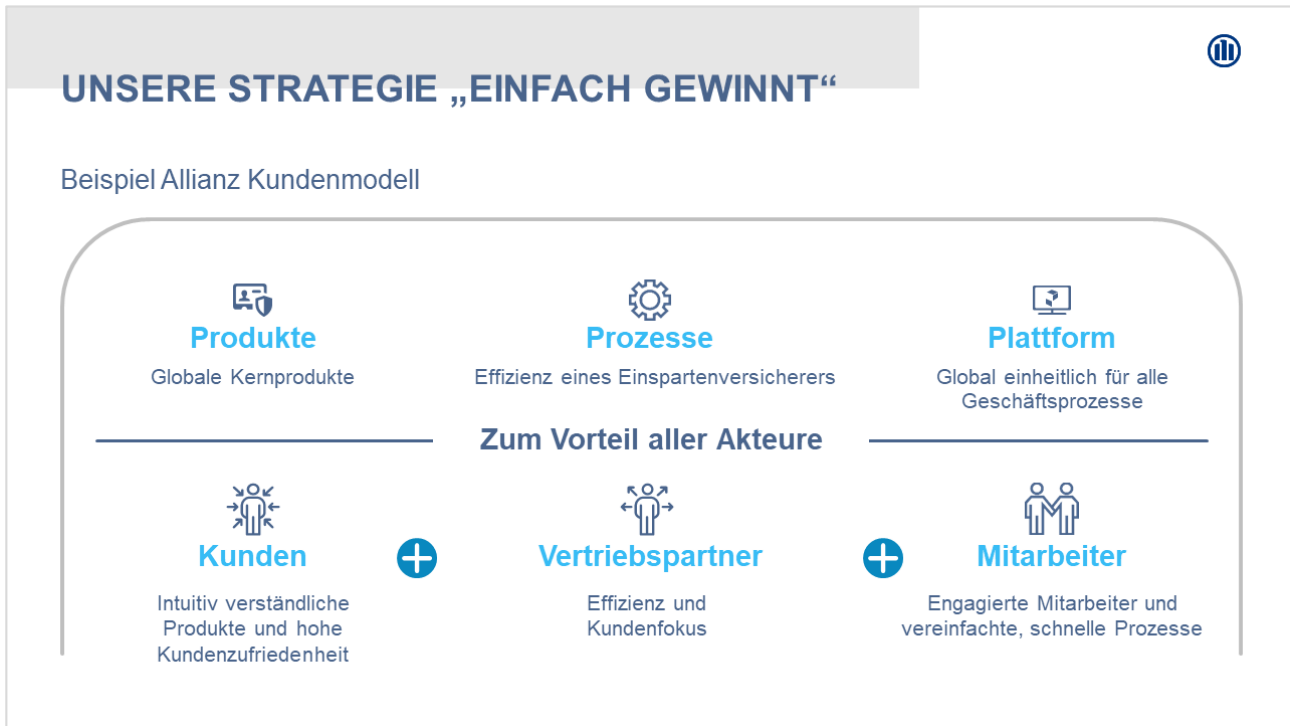 UNSERE STRATEGIE „EINFACH GEWINNT“
Beispiel Allianz Kundenmodell
Produkte
Globale Kernprodukte
Prozesse
Effizienz eines Einspartenversicherers
Plattform
Global einheitlich für alle
Geschäftsprozesse
Zum Vorteil aller Akteure
Kunden
Intuitiv verständliche
Produkte und hohe
Kundenzufriedenheit
Vertriebspartner
Effizienz und
Kundenfokus
Mitarbeiter
Engagierte Mitarbeiter und
vereinfachte, schnelle Prozesse